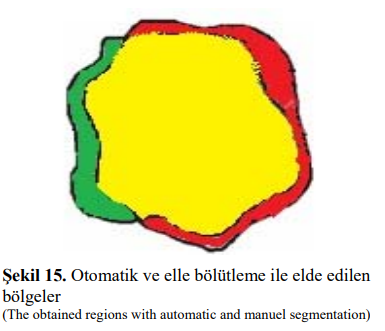 Şekil 15. Otomatik ve elle bölütleme ile elde edilen
bölgeler
(The obtained regions with automatic and manuel segmentation)